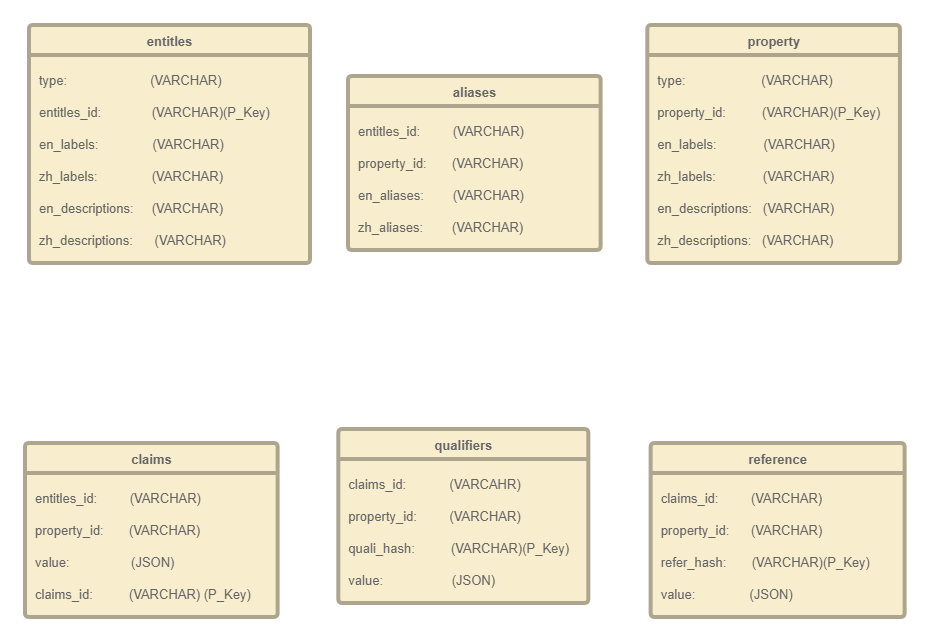 entitles
type: (VARCHAR)
entitles_id: (VARCHAR)(P_Key)
en_labels: (VARCHAR)
zh_labels: (VARCHAR)
en_descriptions: (VARCHAR)
zh_descriptions: (VARCHAR)
aliases
entitles_id: (VARCHAR)
property_id: (VARCHAR)
en_aliases: (VARCHAR)
zh_aliases: (VARCHAR)
property
type: (VARCHAR)
property_id: (VARCHAR)(P_Key)
en_labels: (VARCHAR)
zh_labels: (VARCHAR)
en_descriptions: (VARCHAR)
zh_descriptions: (VARCHAR)
claims
entitles_id: (VARCHAR)
property_id: (VARCHAR)
value: (JSON)
claims_id: (VARCHAR) (P_Key)
qualifiers
claims_id: (VARCAHR)
property_id: (VARCHAR)
quali_hash: (VARCHAR)(P_Key)
value: (JSON)
reference
claims_id: (VARCHAR)
property_id: (VARCHAR)
refer_hash: (VARCHAR)(P_Key)
value: (JSON)